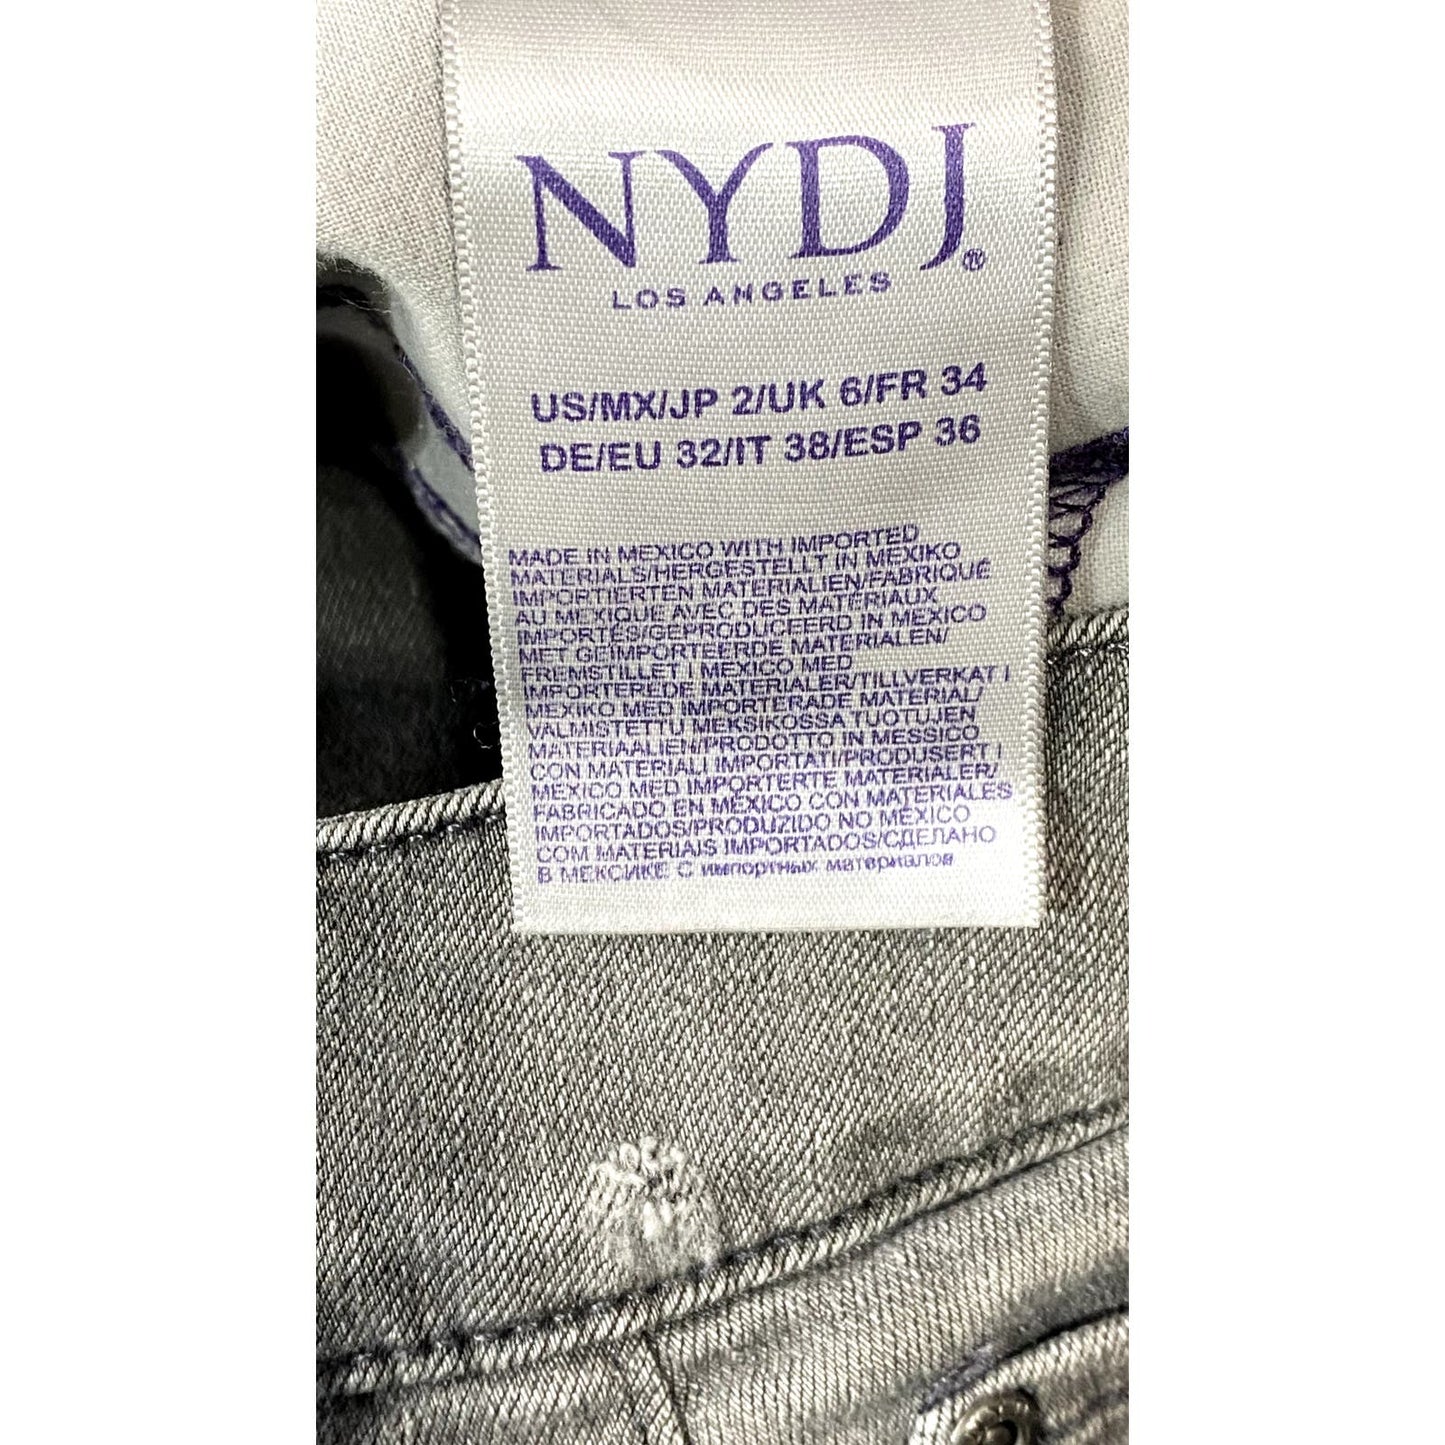 NYDJ®
LOS ANGELES
US/MX/JP 2/UK 6/FR 34
DE/EU 32/IT 38/ESP 36
MADE IN MEXICO WITH IMPORTED
MATERIALS/HERGESTELLT IN MEXIKO
IMPORTIERTEN MATERIALIEN/FABRIQUÉ
AU MEXIQUE AVEC DES MATERIAUX
IMPORTÉS/GEPRODUCEERD IN MEXICO
MET GEÏMPORTEERDE MATERIALEN/
FREMSTILLET I MEXICO MED
IMPORTEREDE MATERIALER/TILLVERKAT I
MEXIKO MED IMPORTERADE MATERIAL/
VALMISTETTU MEKSIKOSSA TUOTUJEN
MATERIAALIEN/PRODOTTO IN MESSICO
CON MATERIALI IMPORTATI/PRODUSERT I
MEXICO MED IMPORTERTE MATERIALER/
FABRICADO EN MÉXICO CON MATERIALES
IMPORTADOS/PRODUZIDO NO MÉXICO
COM MATERIAIS IMPORTADOS/СДЕЛАНО
В МЕКСИКЕ С импортных материалов